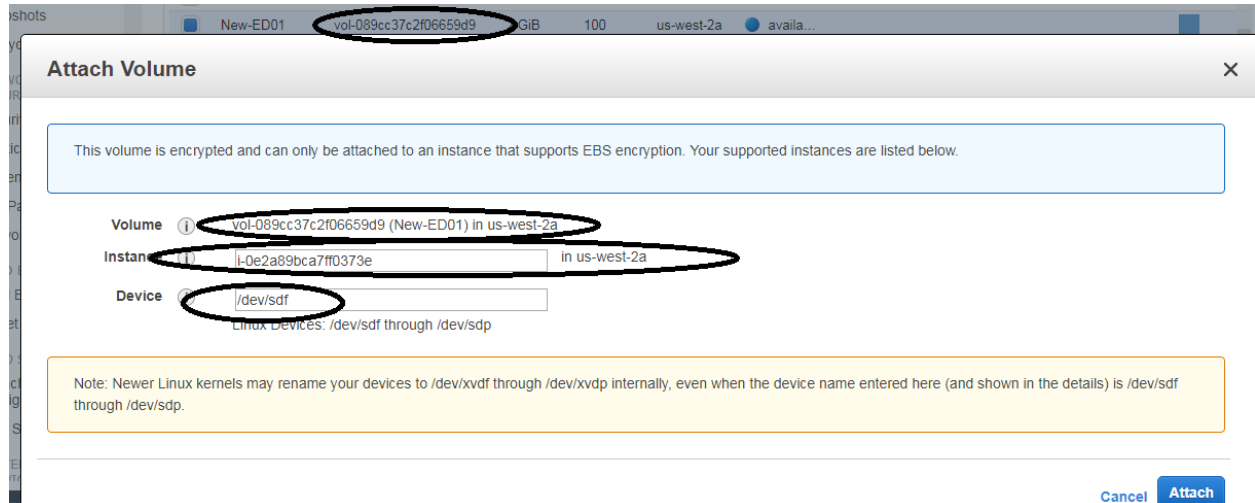 pshots
New-ED01 vol-089cc37c2f06659d9 GiB 100 us-west-2a availa...
Attach Volume
This volume is encrypted and can only be attached to an instance that supports EBS encryption. Your supported instances are listed below.
Volume i vol-089cc37c2f06659d9 (New-ED01) in us-west-2a
Instance i i-0e2a89bca7ff0373e in us-west-2a
Device i /dev/sdf
Linux Devices: /dev/sdf through /dev/sdp
Note: Newer Linux kernels may rename your devices to /dev/xvdf through /dev/xvdp internally, even when the device name entered here (and shown in the details) is /dev/sdf
through /dev/sdp.
Cancel Attach